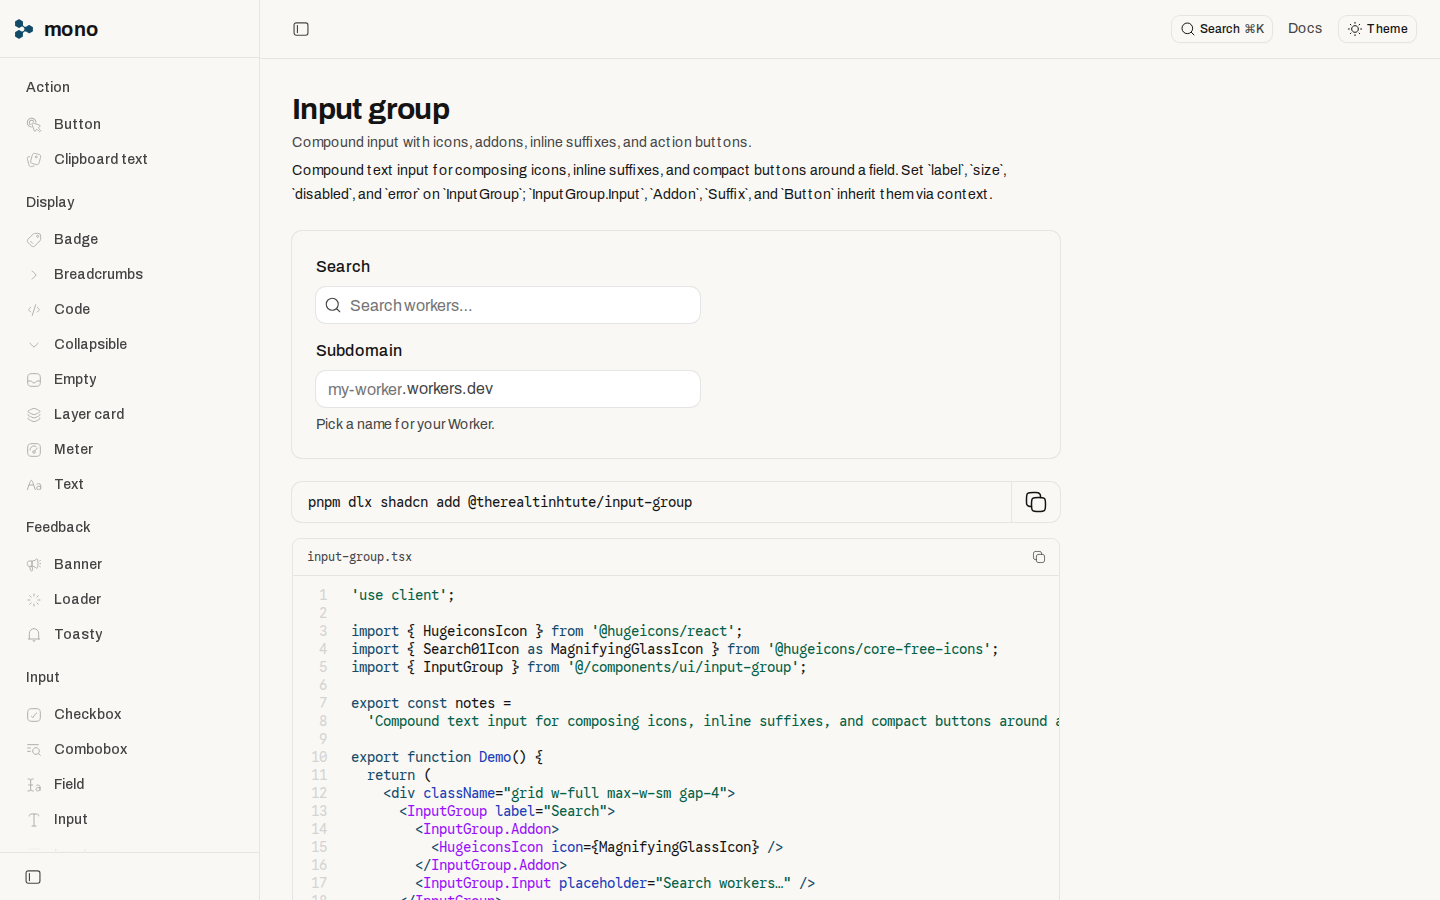 mono
Search ⌘K
Docs
Theme
Action
Button
Clipboard text
Display
Badge
Breadcrumbs
Code
Collapsible
Empty
Layer card
Meter
Text
Feedback
Banner
Loader
Toasty
Input
Checkbox
Combobox
Field
Input
Input group
Compound input with icons, addons, inline suffixes, and action buttons.
Compound text input for composing icons, inline suffixes, and compact buttons around a field. Set `label`, `size`,
`disabled`, and `error` on `InputGroup`; `InputGroup.Input`, `Addon`, `Suffix`, and `Button` inherit them via context.
Search
Search workers...
Subdomain
my-worker.workers.dev
Pick a name for your Worker.
pnpm dlx shadcn add @therealtinhtute/input-group
input-group.tsx
1 'use client';
2
3 import { HugeiconsIcon } from '@hugeicons/react';
4 import { Search01Icon as MagnifyingGlassIcon } from '@hugeicons/core-free-icons';
5 import { InputGroup } from '@/components/ui/input-group';
6
7 export const notes =
8 'Compound text input for composing icons, inline suffixes, and compact buttons around a
9
10 export function Demo() {
11 return (
12 <div className="grid w-full max-w-sm gap-4">
13 <InputGroup label="Search">
14 <InputGroup.Addon>
15 <HugeiconsIcon icon={MagnifyingGlassIcon} />
16 </InputGroup.Addon>
17 <InputGroup.Input placeholder="Search workers…" />
18 </InputGroup>